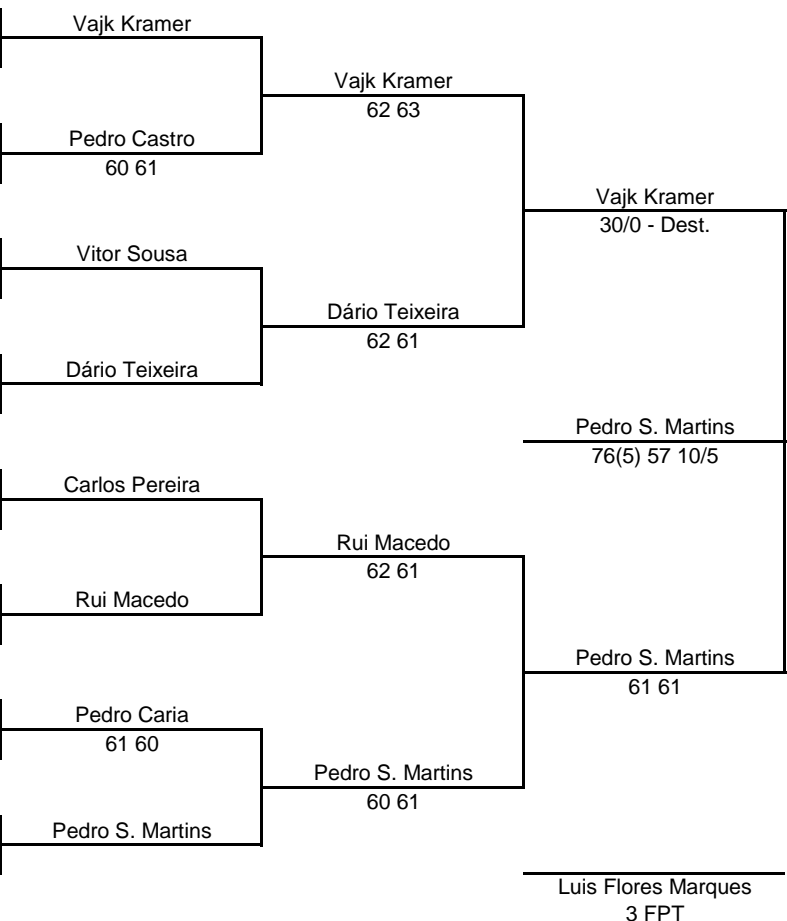 Vajk Kramer
Vajk Kramer
62 63
Pedro Castro
60 61
Vajk Kramer
30/0 - Dest.
Vitor Sousa
Dário Teixeira
62 61
Dário Teixeira
Pedro S. Martins
76(5) 57 10/5
Carlos Pereira
Rui Macedo
62 61
Rui Macedo
Pedro S. Martins
61 61
Pedro Caria
61 60
Pedro S. Martins
60 61
Pedro S. Martins
Luis Flores Marques
3 FPT